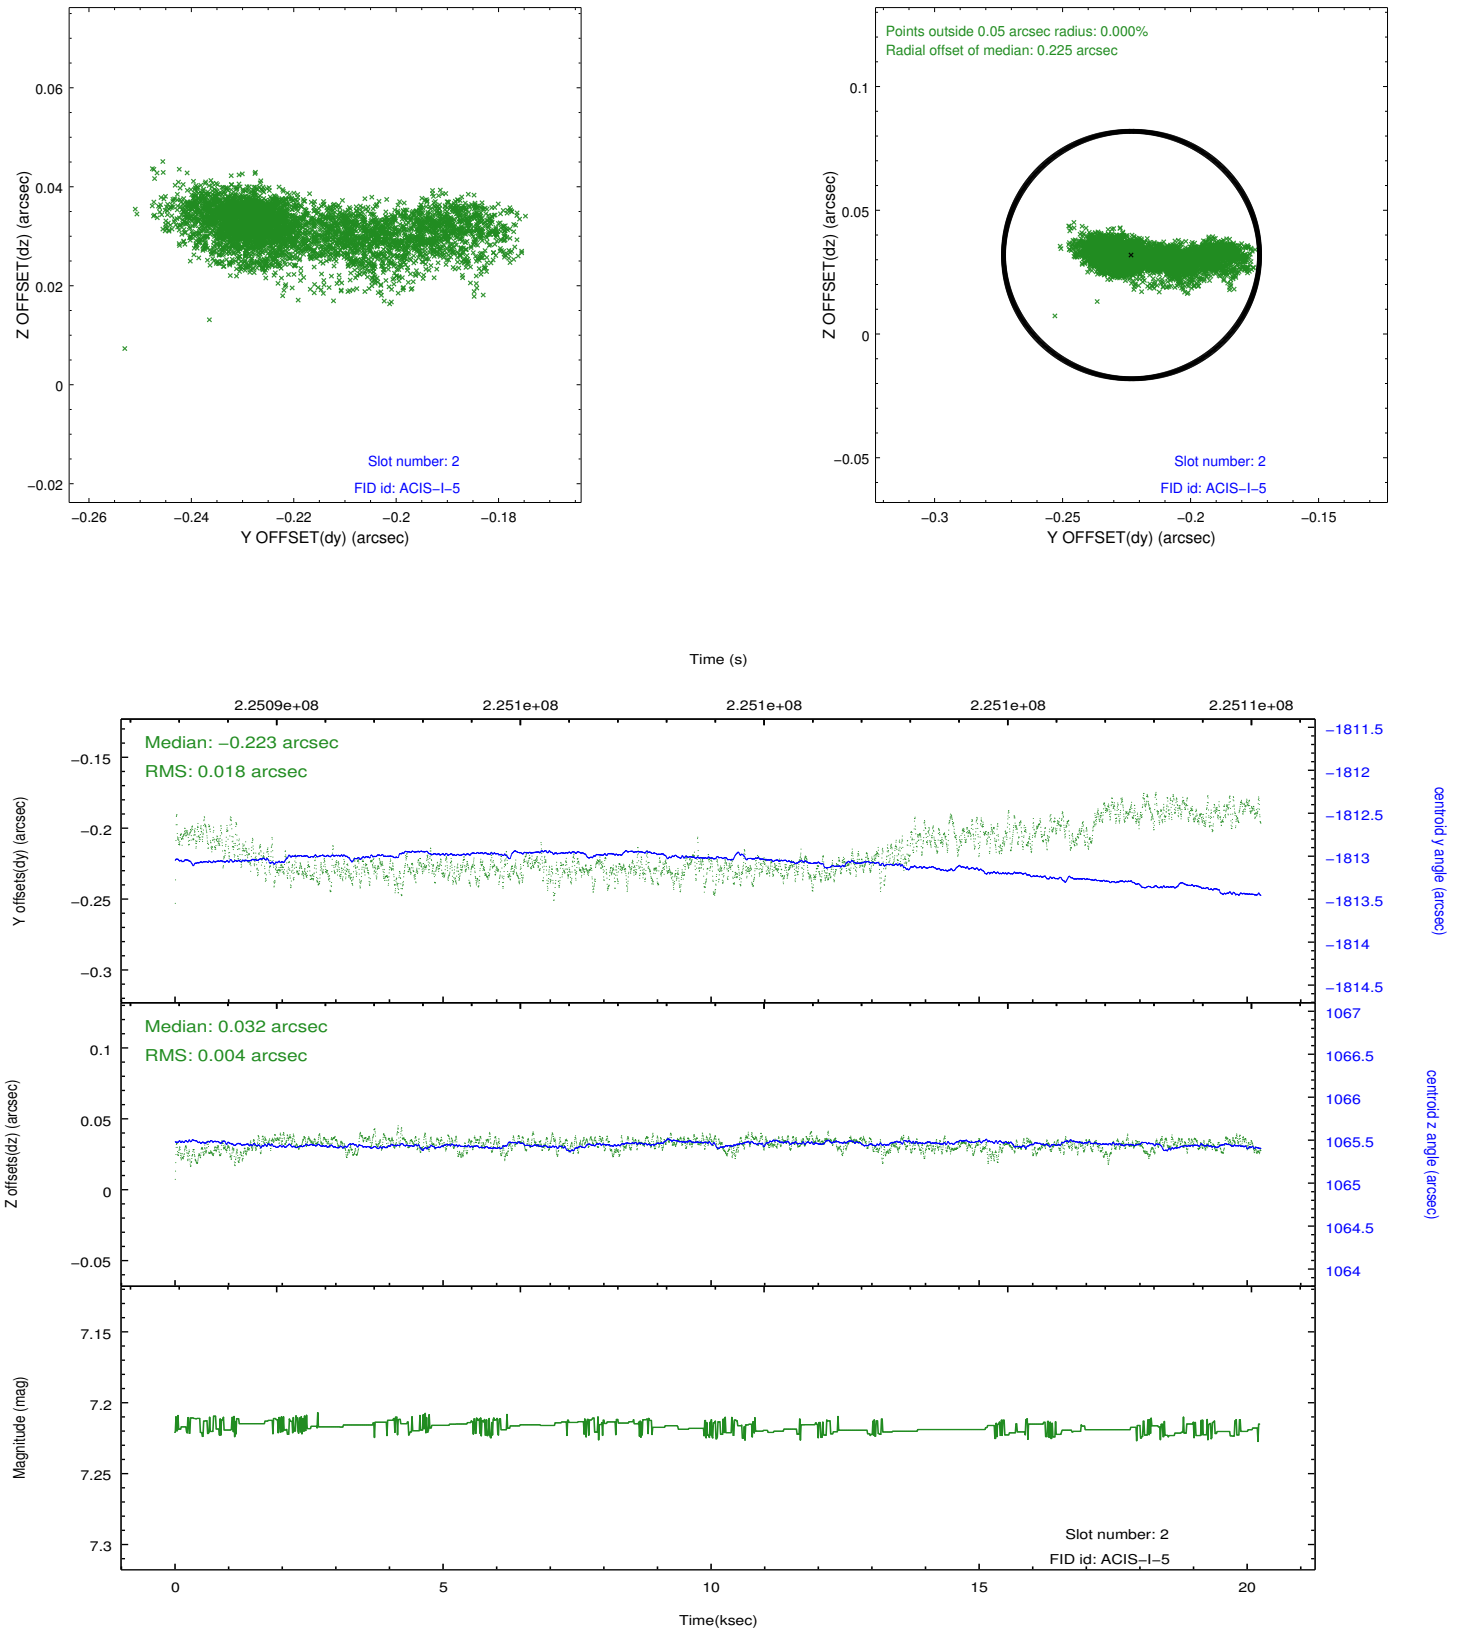 0.06
0.04
0.02
0
−0.02
−0.26
−0.24
−0.22
−0.2
−0.18
Z OFFSET(dz) (arcsec)
Y OFFSET(dy) (arcsec)
Slot number: 2
FID id: ACIS−I−5
Points outside 0.05 arcsec radius: 0.000%
Radial offset of median: 0.225 arcsec
0.1
0.05
0
−0.05
−0.3
−0.25
−0.2
−0.15
Z OFFSET(dz) (arcsec)
Y OFFSET(dy) (arcsec)
Slot number: 2
FID id: ACIS−I−5
Time (s)
2.2509e+08
2.251e+08
2.251e+08
2.251e+08
2.2511e+08
Median: −0.223 arcsec
RMS: 0.018 arcsec
−0.15
−0.2
−0.25
−0.3
Y offsets(dy) (arcsec)
−1811.5
−1812
−1812.5
−1813
−1813.5
−1814
−1814.5
centroid y angle (arcsec)
Median: 0.032 arcsec
RMS: 0.004 arcsec
0.1
0.05
0
−0.05
Z offsets(dz) (arcsec)
1067
1066.5
1066
1065.5
1065
1064.5
1064
centroid z angle (arcsec)
7.15
7.2
7.25
7.3
Magnitude (mag)
Slot number: 2
FID id: ACIS−I−5
0
5
10
15
20
Time(ksec)